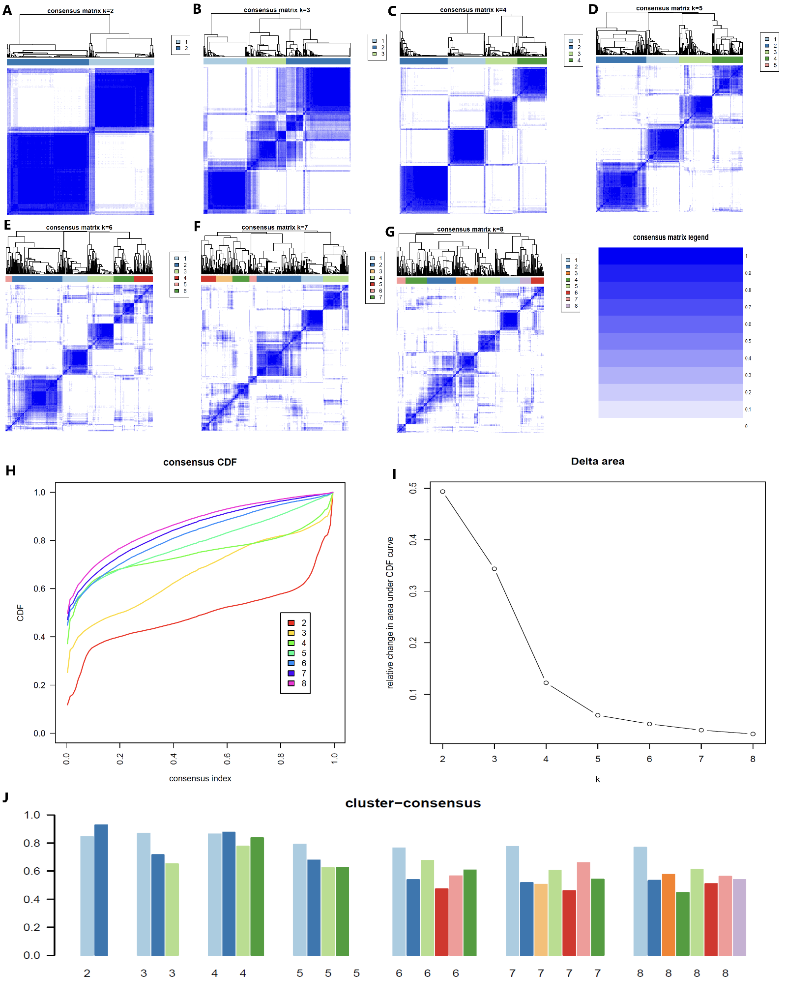 A
consensus matrix k=2
1
2
B
consensus matrix k=3
1
2
3
C
consensus matrix k=4
1
2
3
4
D
consensus matrix k=5
1
2
3
4
5
E
consensus matrix k=6
1
2
3
4
5
6
F
consensus matrix k=7
1
2
3
4
5
6
7
G
consensus matrix k=8
1
2
3
4
5
6
7
8
consensus matrix legend
1
0.9
0.8
0.7
0.6
0.5
0.4
0.3
0.2
0.1
0
H
consensus CDF
CDF
1.0
0.8
0.6
0.4
0.2
0.0
2
3
4
5
6
7
8
0.0 0.2 0.4 0.6 0.8 1.0
consensus index
I
Delta area
relative change in area under CDF curve
0.5
0.4
0.3
0.2
0.1
2 3 4 5 6 7 8
k
J
cluster−consensus
1.0
0.8
0.6
0.4
0.2
0.0
2 3 3 4 4 5 5 5 6 6 6 7 7 7 7 8 8 8 8